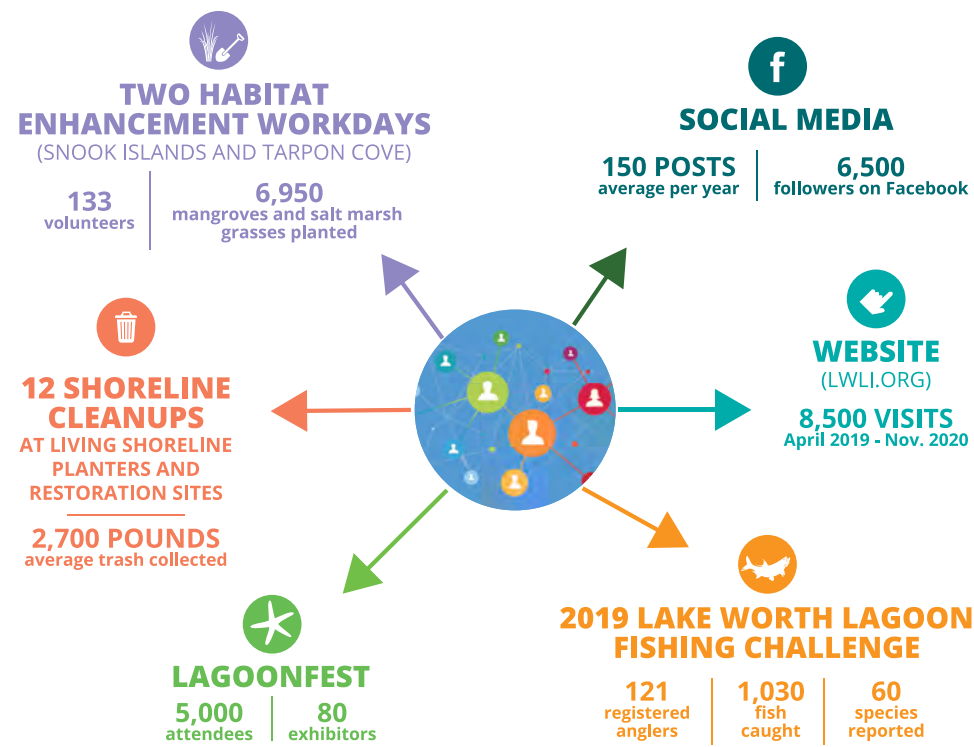 TWO HABITAT
ENHANCEMENT WORKDAYS
(SNOOK ISLANDS AND TARPON COVE)
133
volunteers
6,950
mangroves and salt marsh
grasses planted
f
SOCIAL MEDIA
150 POSTS
average per year
6,500
followers on Facebook
12 SHORELINE
CLEANUPS
AT LIVING SHORELINE
PLANTERS AND
RESTORATION SITES
2,700 POUNDS
average trash collected
WEBSITE
(LWLI.ORG)
8,500 VISITS
April 2019 - Nov. 2020
LAGOONFEST
5,000
attendees
80
exhibitors
2019 LAKE WORTH LAGOON
FISHING CHALLENGE
121
registered
anglers
1,030
fish
caught
60
species
reported